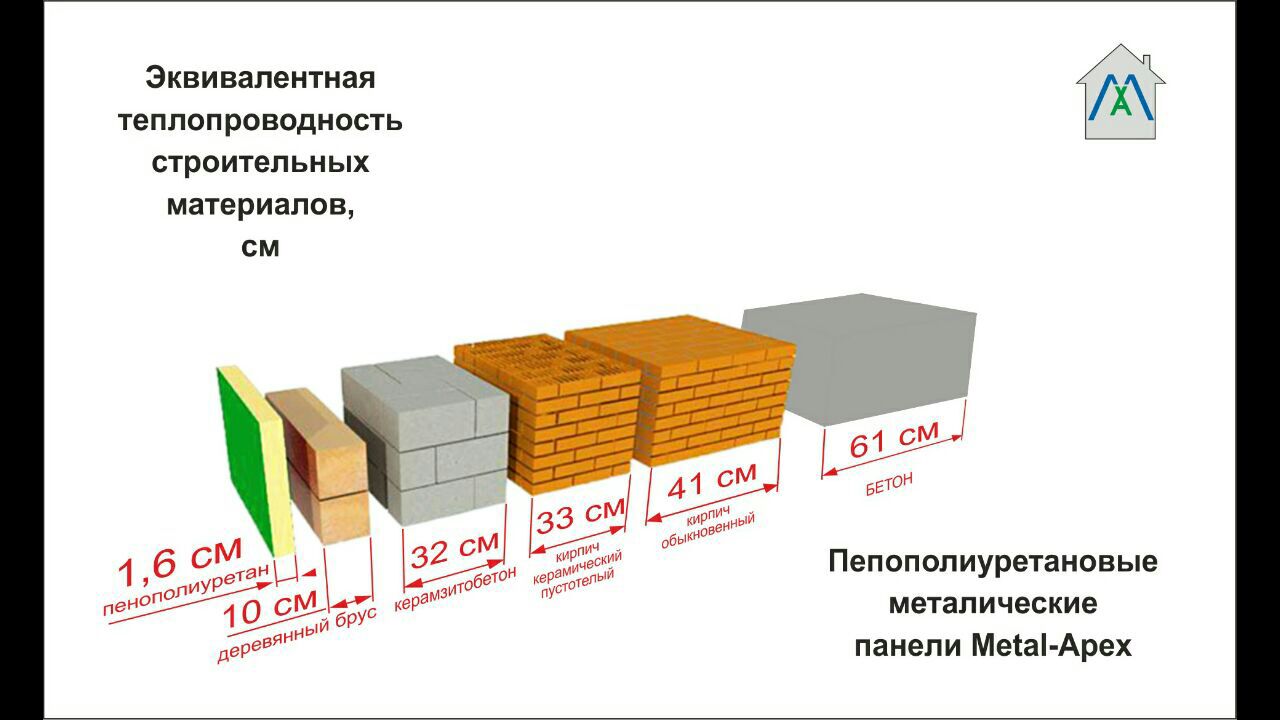 Эквивалентная
теплопроводность
строительных
материалов,
см
МХА
1,6 см
пенополиуретан
10 см
деревянный брус
32 см
керамзитобетон
33 см
кирпич
керамический
пустотелый
41 см
кирпич
обыкновенный
61 см
БЕТОН
Пепополиуретановые
металические
панели Metal-Apex